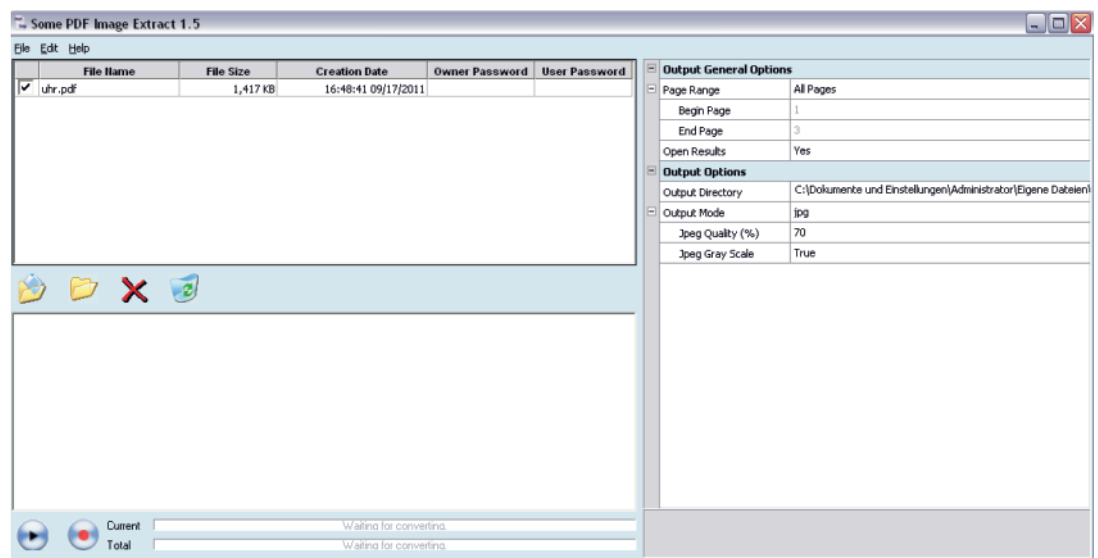 Some PDF Image Extract 1.5
File Edit Help
File Name File Size Creation Date Owner Password User Password
uhr.pdf 1,417 KB 16:48:41 09/17/2011
Output General Options
Page Range All Pages
Begin Page 1
End Page 3
Open Results Yes
Output Options
Output Directory C:\Dokumente und Einstellungen\Administrator\Eigene Dateien\
Output Mode jpg
Jpeg Quality (%) 70
Jpeg Gray Scale True
Current Waiting for converting.
Total Waiting for converting.